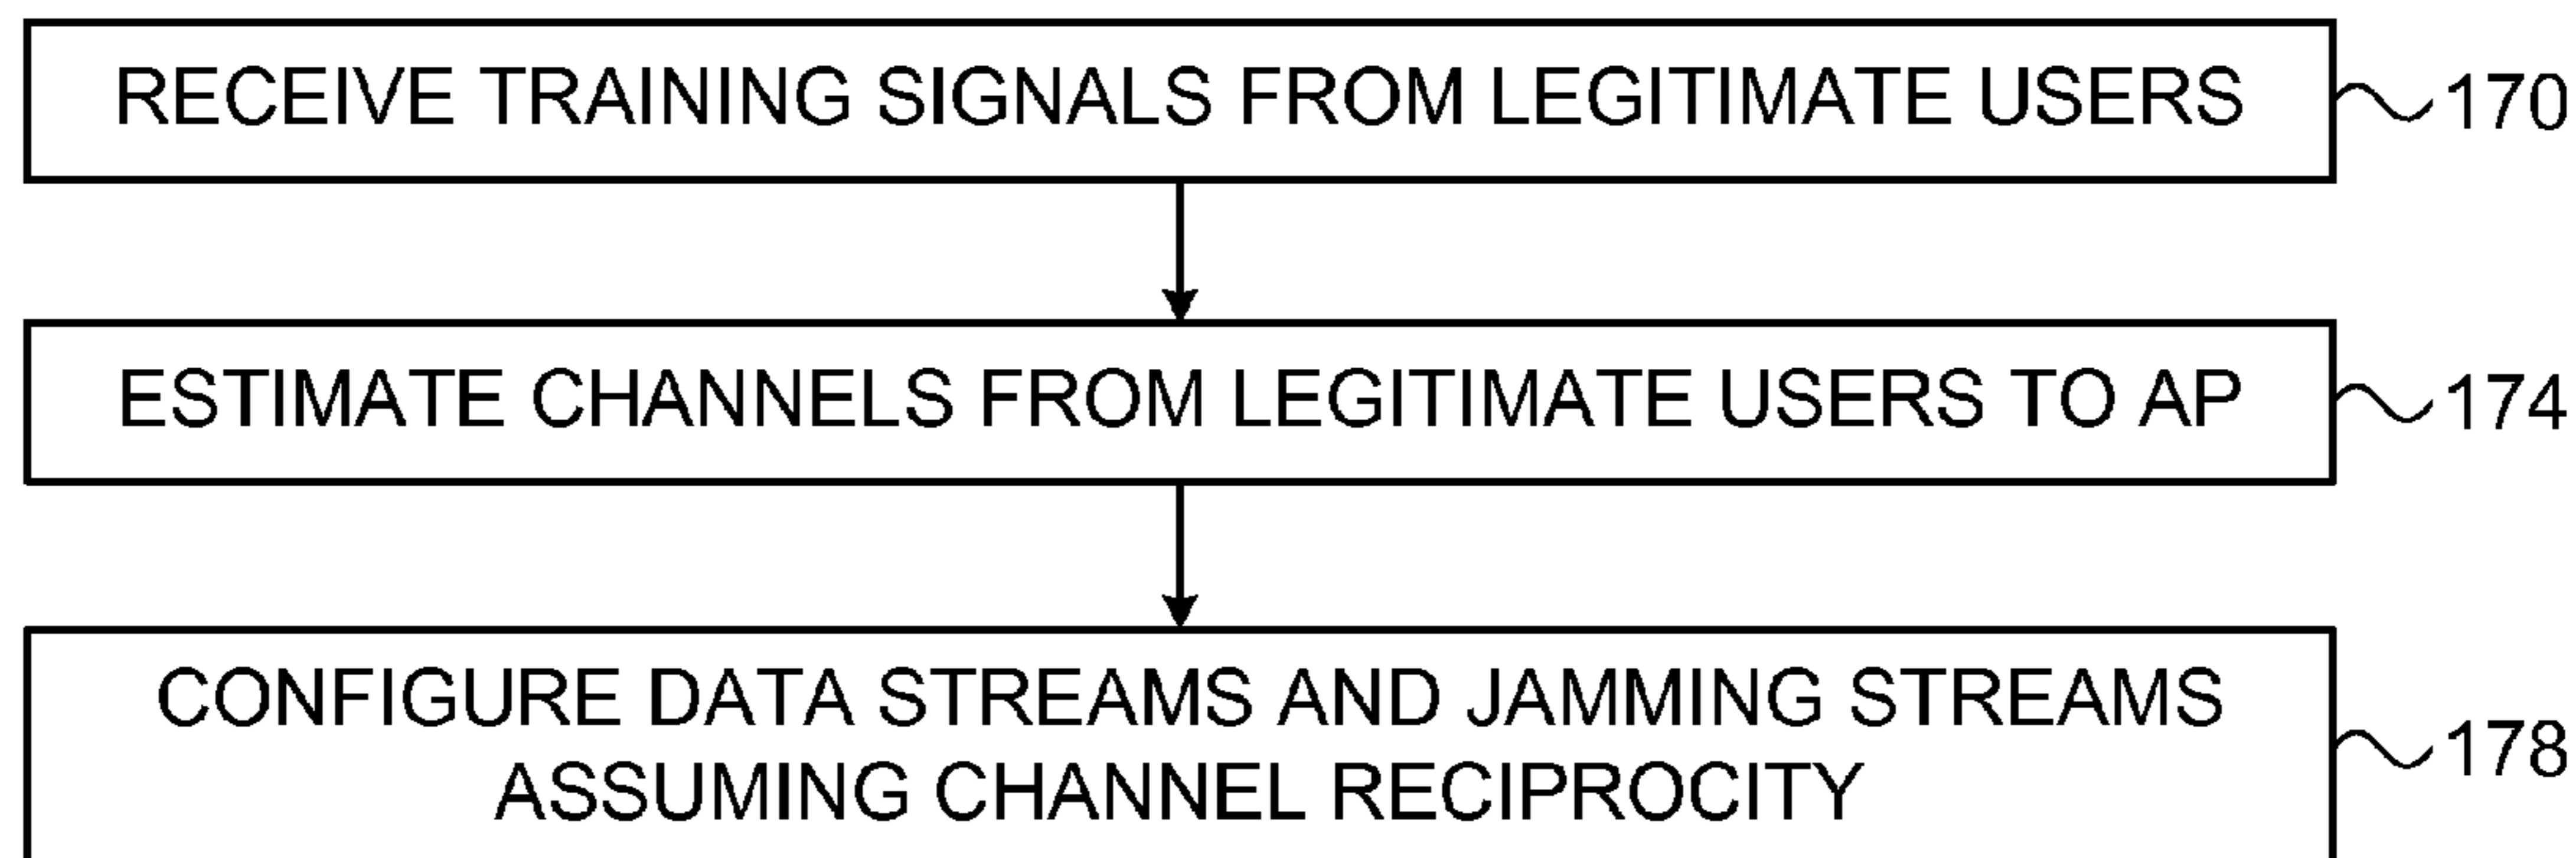 RECEIVE TRAINING SIGNALS FROM LEGITIMATE USERS 170
ESTIMATE CHANNELS FROM LEGITIMATE USERS TO AP 174
CONFIGURE DATA STREAMS AND JAMMING STREAMS
ASSUMING CHANNEL RECIPROCITY 178